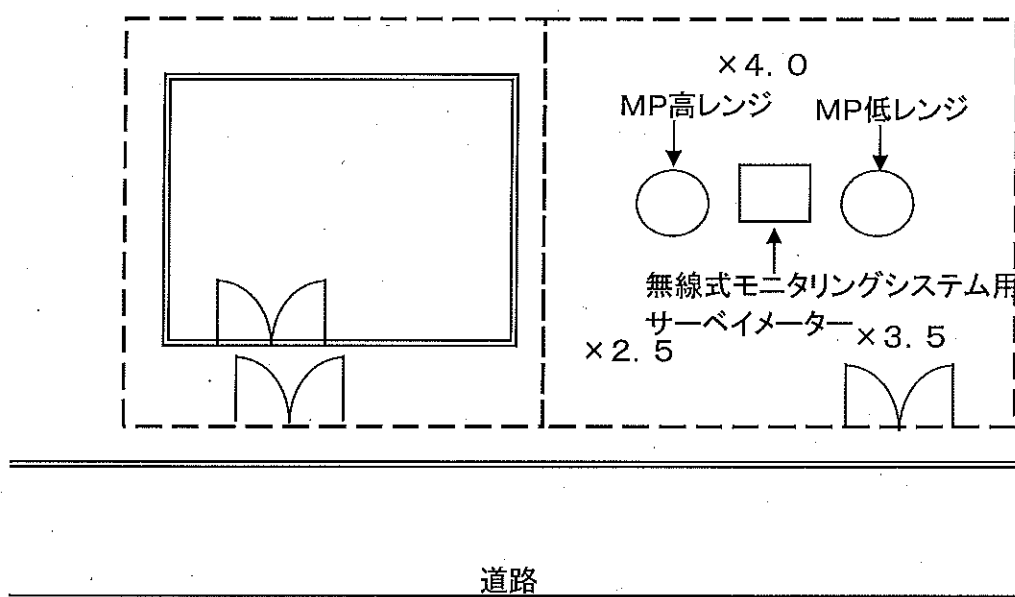 ×4.0
MP高レンジ
MP低レンジ
無線式モニタリングシステム用
サーベイメーター
×2.5
×3.5
道路